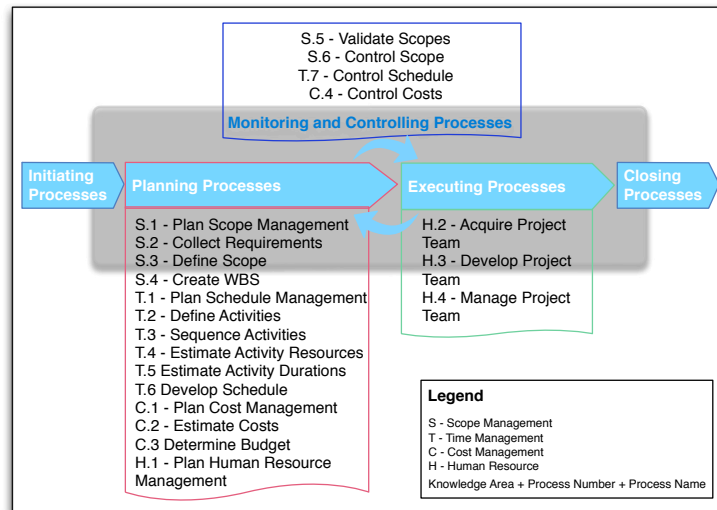 S.5 - Validate Scopes
S.6 - Control Scope
T.7 - Control Schedule
C.4 - Control Costs
Monitoring and Controlling Processes
Initiating
Processes
Planning Processes
Executing Processes
Closing
Processes
S.1 - Plan Scope Management
S.2 - Collect Requirements
S.3 - Define Scope
S.4 - Create WBS
T.1 - Plan Schedule Management
T.2 - Define Activities
T.3 - Sequence Activities
T.4 - Estimate Activity Resources
T.5 Estimate Activity Durations
T.6 Develop Schedule
C.1 - Plan Cost Management
C.2 - Estimate Costs
C.3 Determine Budget
H.1 - Plan Human Resource
Management
H.2 - Acquire Project
Team
H.3 - Develop Project
Team
H.4 - Manage Project
Team
Legend
S - Scope Management
T - Time Management
C - Cost Management
H - Human Resource
Knowledge Area + Process Number + Process Name